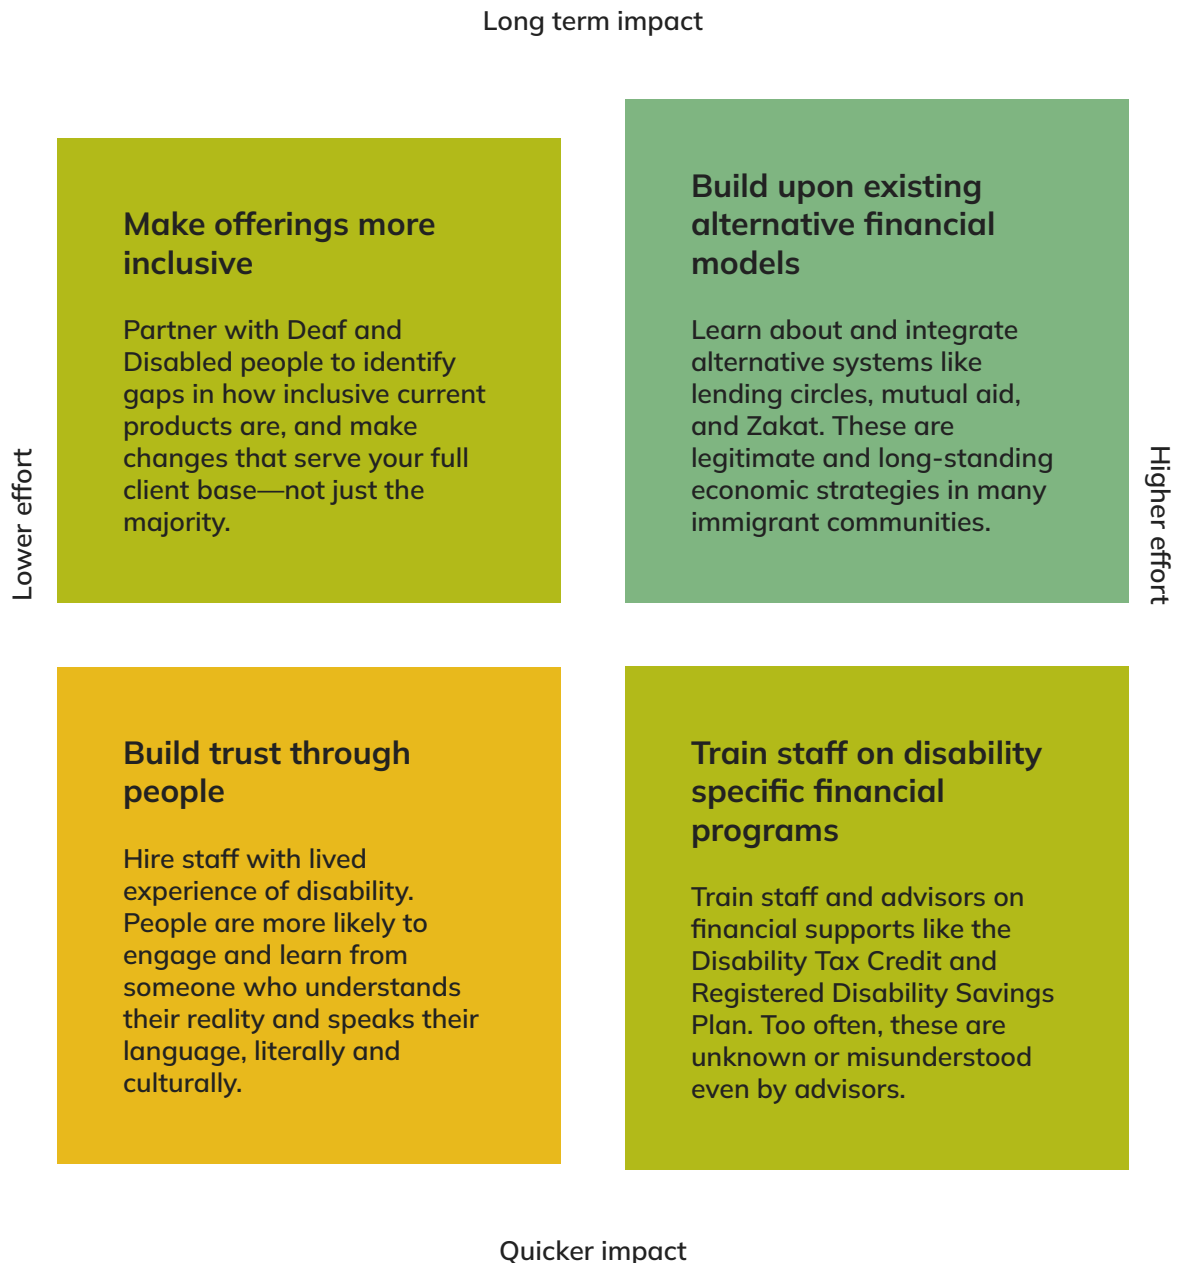 Long term impact
Lower effort
Make offerings more
inclusive
Partner with Deaf and
Disabled people to identify
gaps in how inclusive current
products are, and make
changes that serve your full
client base—not just the
majority.
Build upon existing
alternative financial
models
Learn about and integrate
alternative systems like
lending circles, mutual aid,
and Zakat. These are
legitimate and long-standing
economic strategies in many
immigrant communities.
Higher effort
Build trust through
people
Hire staff with lived
experience of disability.
People are more likely to
engage and learn from
someone who understands
their reality and speaks their
language, literally and
culturally.
Train staff on disability
specific financial
programs
Train staff and advisors on
financial supports like the
Disability Tax Credit and
Registered Disability Savings
Plan. Too often, these are
unknown or misunderstood
even by advisors.
Quicker impact